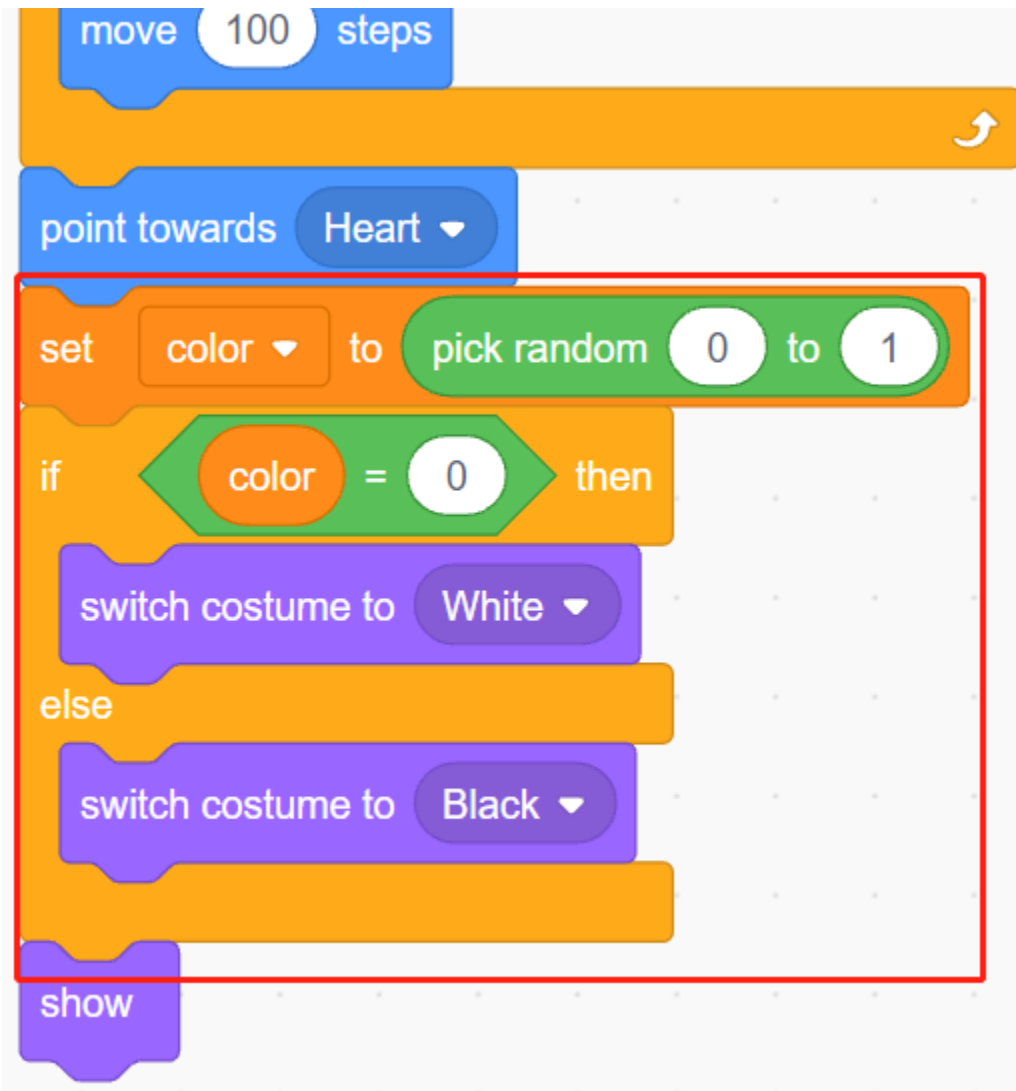 move 100 steps
point towards Heart
set color to pick random 0 to 1
if color = 0 then
switch costume to White
else
switch costume to Black
show